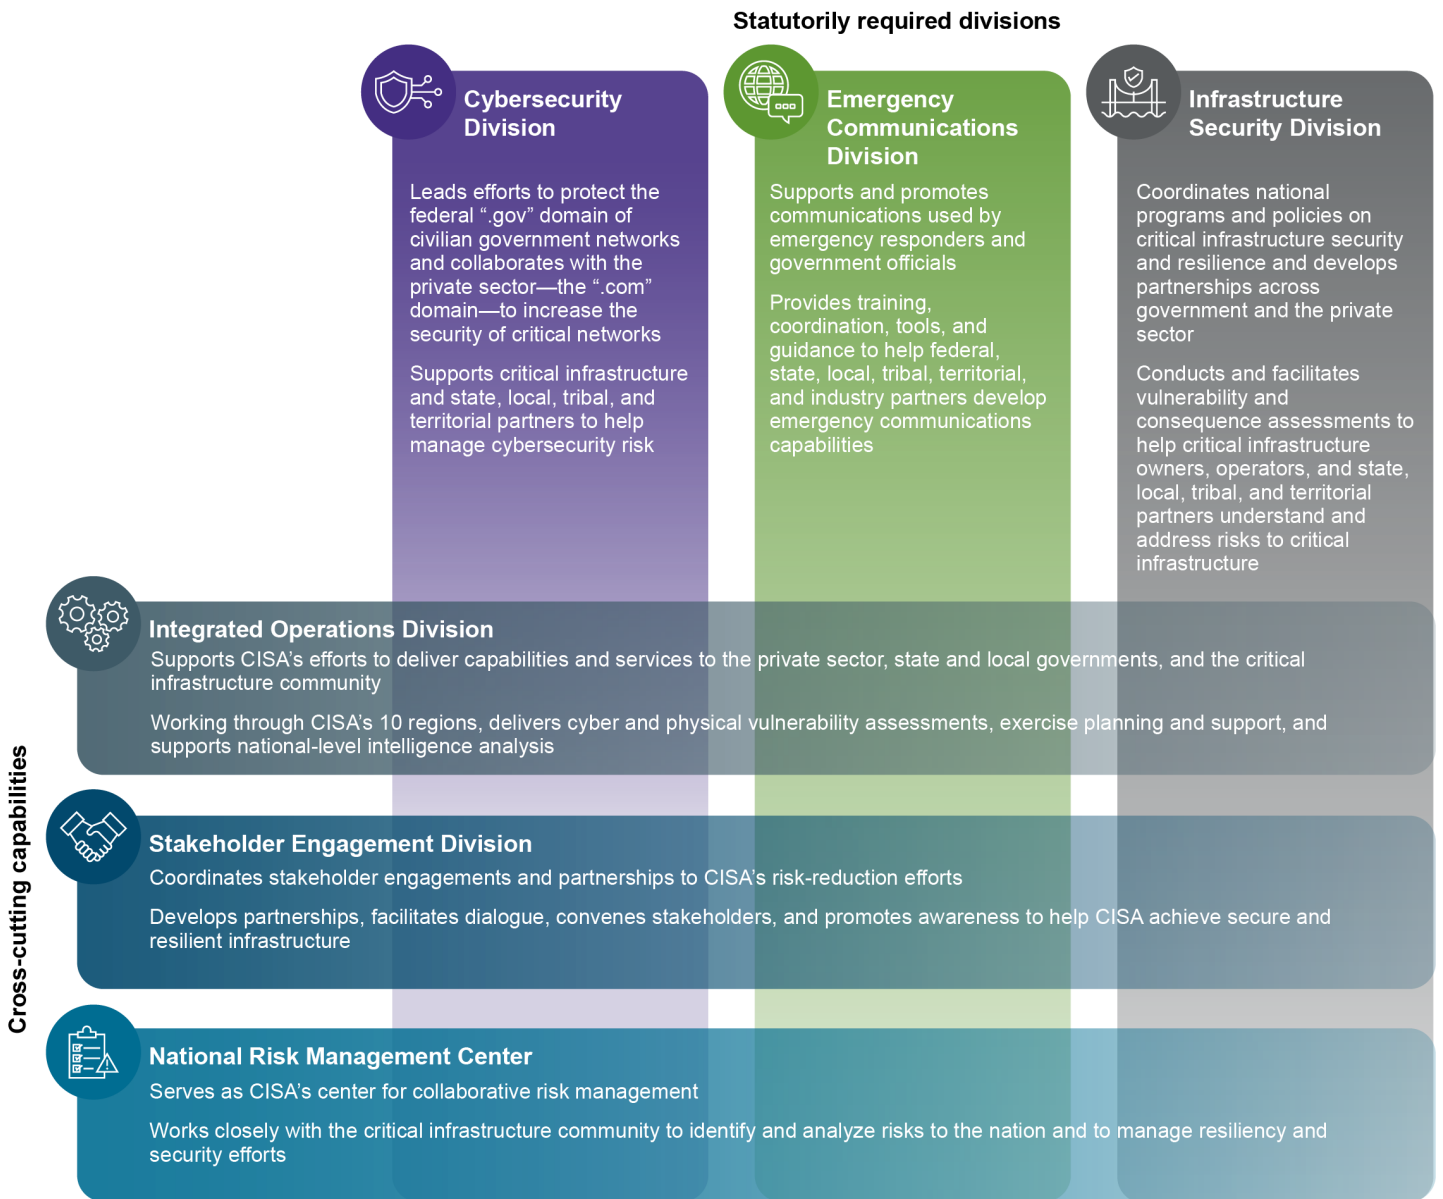 Statutorily required divisions
Cybersecurity
Division
Leads efforts to protect the
federal “.gov” domain of
civilian government networks
and collaborates with the
private sector—the “.com”
domain—to increase the
security of critical networks
Supports critical infrastructure
and state, local, tribal, and
territorial partners to help
manage cybersecurity risk
Emergency
Communications
Division
Supports and promotes
communications used by
emergency responders and
government officials
Provides training,
coordination, tools, and
guidance to help federal,
state, local, tribal, territorial,
and industry partners develop
emergency communications
capabilities
Infrastructure
Security Division
Coordinates national
programs and policies on
critical infrastructure security
and resilience and develops
partnerships across
government and the private
sector
Conducts and facilitates
vulnerability and
consequence assessments to
help critical infrastructure
owners, operators, and state,
local, tribal, and territorial
partners understand and
address risks to critical
infrastructure
Cross-cutting capabilities
Integrated Operations Division
Supports CISA’s efforts to deliver capabilities and services to the private sector, state and local governments, and the critical
infrastructure community
Working through CISA’s 10 regions, delivers cyber and physical vulnerability assessments, exercise planning and support, and
supports national-level intelligence analysis
Stakeholder Engagement Division
Coordinates stakeholder engagements and partnerships to CISA’s risk-reduction efforts
Develops partnerships, facilitates dialogue, convenes stakeholders, and promotes awareness to help CISA achieve secure and
resilient infrastructure
National Risk Management Center
Serves as CISA’s center for collaborative risk management
Works closely with the critical infrastructure community to identify and analyze risks to the nation and to manage resiliency and
security efforts